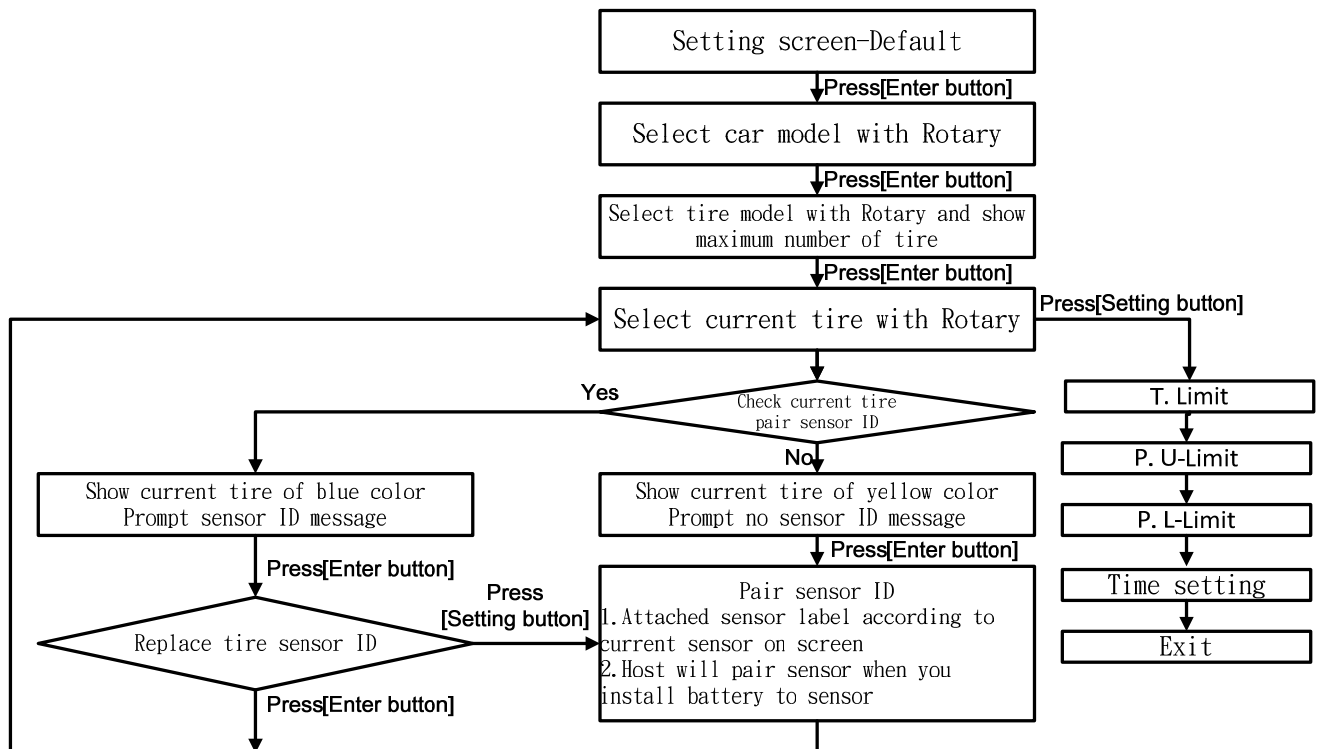 Setting screen-Default
Press[Enter button]
Select car model with Rotary
Press[Enter button]
Select tire model with Rotary and show
maximum number of tire
Press[Enter button]
Select current tire with Rotary
Press[Setting button]
Yes
Check current tire
pair sensor ID
T. Limit
No
P. U-Limit
Show current tire of blue color
Prompt sensor ID message
Show current tire of yellow color
Prompt no sensor ID message
P. L-Limit
Press[Enter button]
Press[Enter button]
Press
[Setting button]
Replace tire sensor ID
Pair sensor ID
1.Attached sensor label according to
current sensor on screen
2.Host will pair sensor when you
install battery to sensor
Time setting
Exit
Press[Enter button]